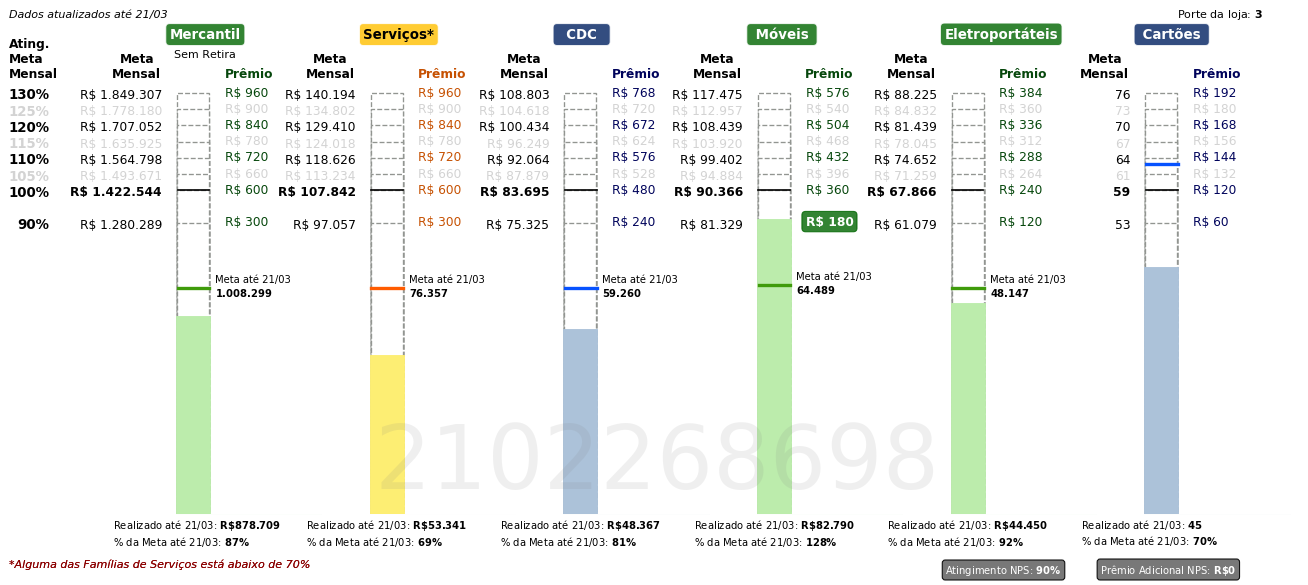 Dados atualizados até 21/03 Porte da loja: 3
Mercantil Serviços* CDC Móveis Eletroportáteis Cartões
Ating. Meta Mensal
Sem Retira
Meta Mensal Prêmio Meta Mensal Prêmio Meta Mensal Prêmio Meta Mensal Prêmio Meta Mensal Prêmio Meta Mensal Prêmio
130% R$ 1.849.307 R$ 960 R$ 140.194 R$ 960 R$ 108.803 R$ 768 R$ 117.475 R$ 576 R$ 88.225 R$ 384 76 R$ 192
125% R$ 1.778.180 R$ 900 R$ 134.802 R$ 900 R$ 104.618 R$ 720 R$ 112.957 R$ 540 R$ 84.832 R$ 360 73 R$ 180
120% R$ 1.707.052 R$ 840 R$ 129.410 R$ 840 R$ 100.434 R$ 672 R$ 108.439 R$ 504 R$ 81.439 R$ 336 70 R$ 168
115% R$ 1.635.925 R$ 780 R$ 124.018 R$ 780 R$ 96.249 R$ 624 R$ 103.920 R$ 468 R$ 78.045 R$ 312 67 R$ 156
110% R$ 1.564.798 R$ 720 R$ 118.626 R$ 720 R$ 92.064 R$ 576 R$ 99.402 R$ 432 R$ 74.652 R$ 288 64 R$ 144
105% R$ 1.493.671 R$ 660 R$ 113.234 R$ 660 R$ 87.879 R$ 528 R$ 94.884 R$ 396 R$ 71.259 R$ 264 61 R$ 132
100% R$ 1.422.544 R$ 600 R$ 107.842 R$ 600 R$ 83.695 R$ 480 R$ 90.366 R$ 360 R$ 67.866 R$ 240 59 R$ 120
90% R$ 1.280.289 R$ 300 R$ 97.057 R$ 300 R$ 75.325 R$ 240 R$ 81.329 R$ 180 R$ 61.079 R$ 120 53 R$ 60
Meta até 21/03 Meta até 21/03 Meta até 21/03 Meta até 21/03 Meta até 21/03
1.008.299 76.357 59.260 64.489 48.147
2102268698
Realizado até 21/03: R$878.709 Realizado até 21/03: R$53.341 Realizado até 21/03: R$48.367 Realizado até 21/03: R$82.790 Realizado até 21/03: R$44.450 Realizado até 21/03: 45
% da Meta até 21/03: 87% % da Meta até 21/03: 69% % da Meta até 21/03: 81% % da Meta até 21/03: 128% % da Meta até 21/03: 92% % da Meta até 21/03: 70%
*Alguma das Famílias de Serviços está abaixo de 70% Atingimento NPS: 90% Prêmio Adicional NPS: R$0